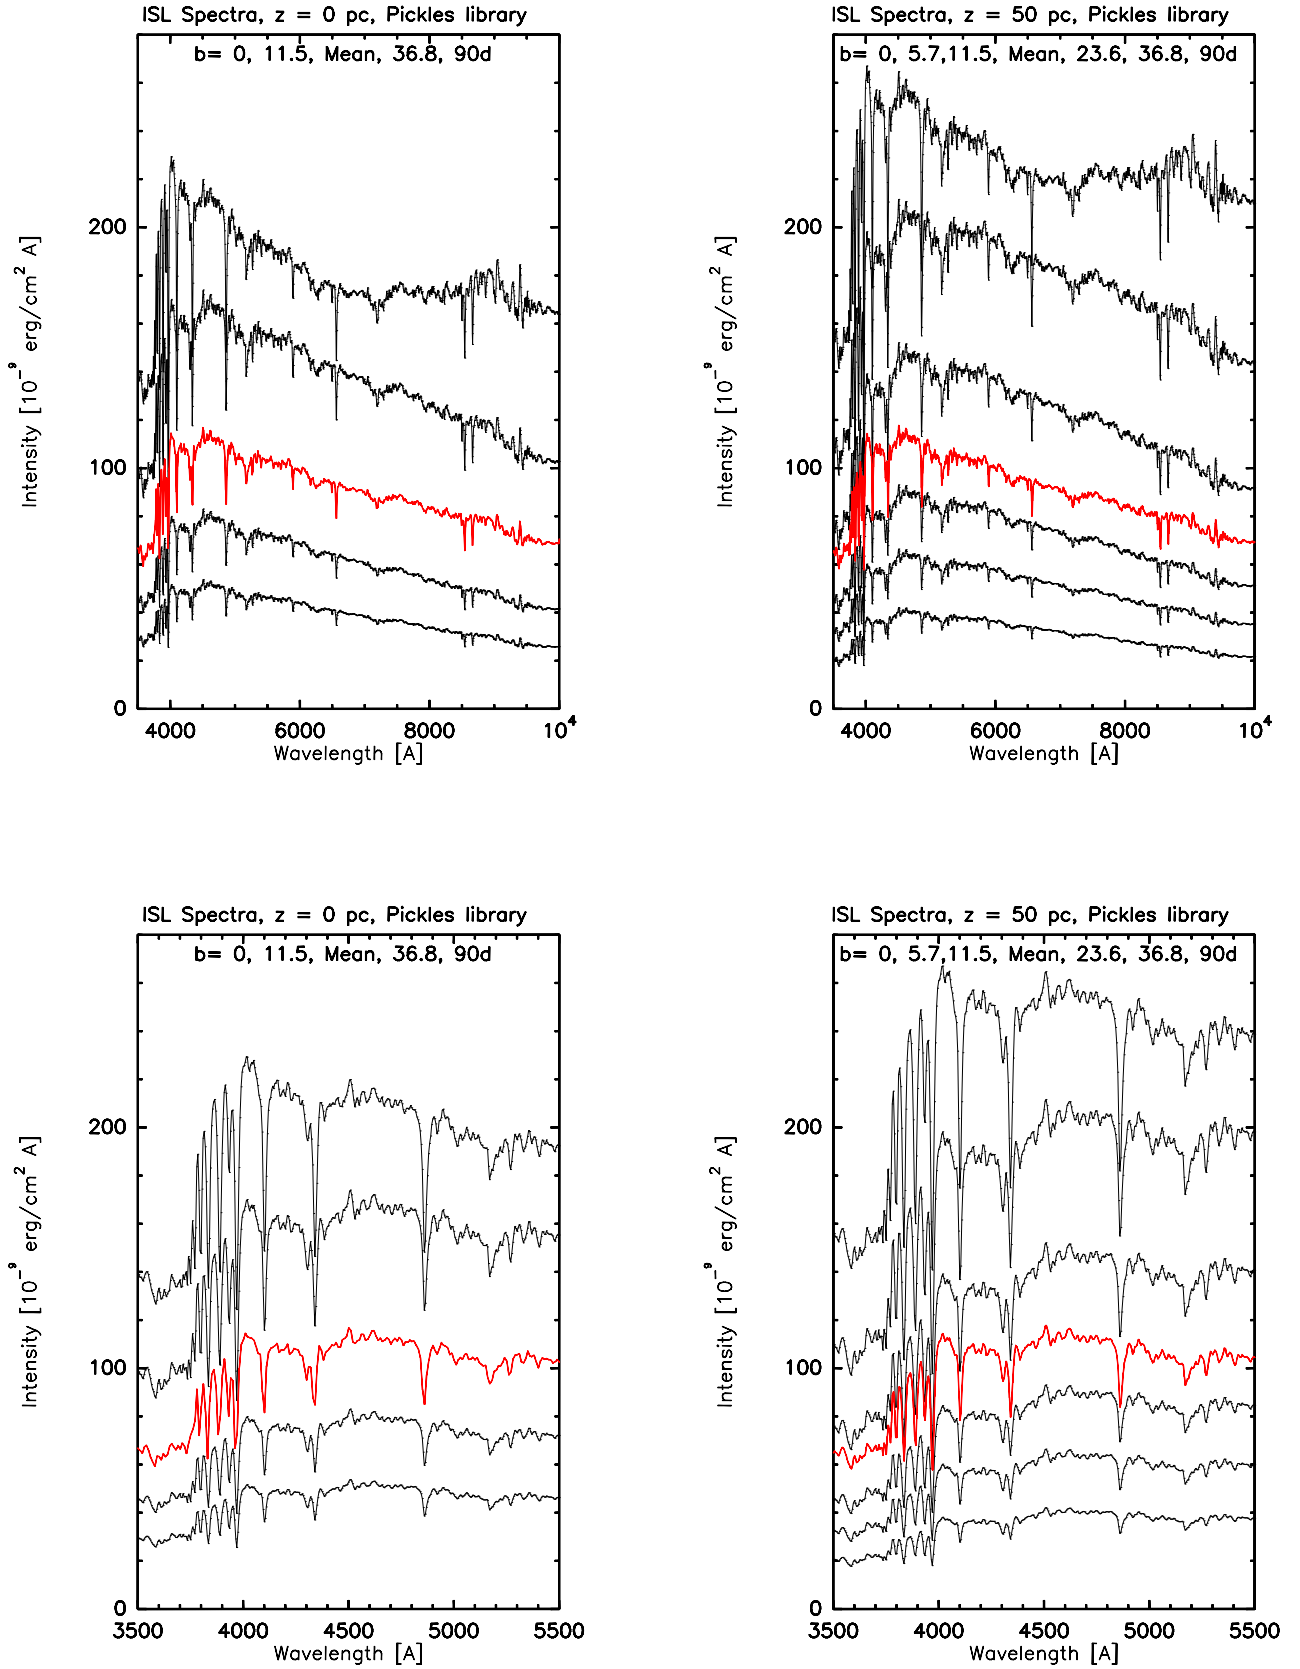 ISL Spectra, z = 0 pc, Pickles library
b= 0, 11.5, Mean, 36.8, 90d
Intensity [10⁻⁹ erg/cm² A]
200
100
0
4000 6000 8000 10⁴
Wavelength [A]
ISL Spectra, z = 50 pc, Pickles library
b= 0, 5.7,11.5, Mean, 23.6, 36.8, 90d
Intensity [10⁻⁹ erg/cm² A]
200
100
0
4000 6000 8000 10⁴
Wavelength [A]
ISL Spectra, z = 0 pc, Pickles library
b= 0, 11.5, Mean, 36.8, 90d
Intensity [10⁻⁹ erg/cm² A]
200
100
0
3500 4000 4500 5000 5500
Wavelength [A]
ISL Spectra, z = 50 pc, Pickles library
b= 0, 5.7,11.5, Mean, 23.6, 36.8, 90d
Intensity [10⁻⁹ erg/cm² A]
200
100
0
3500 4000 4500 5000 5500
Wavelength [A]